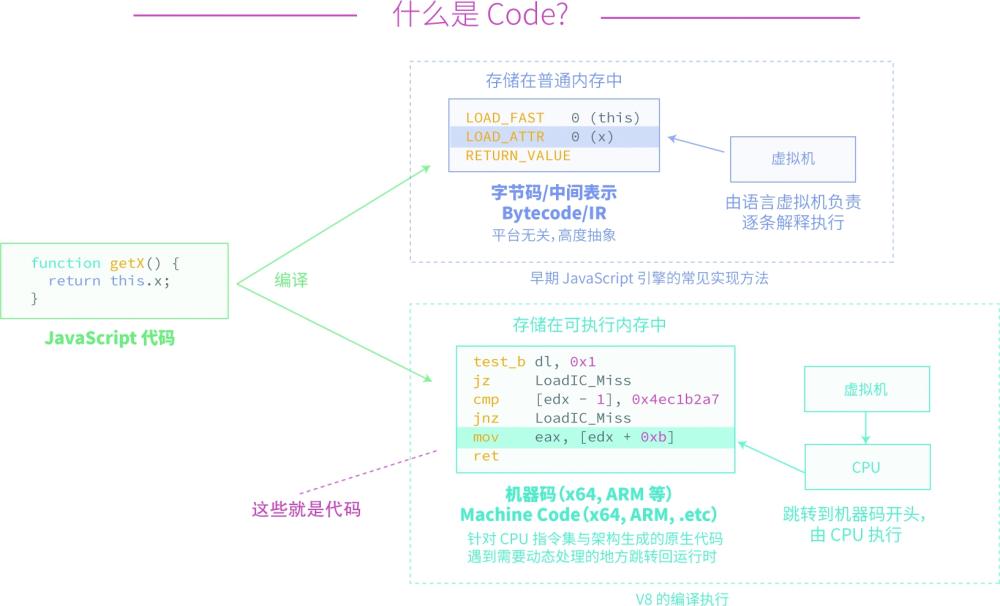 什么是 Code?
存储在普通内存中
LOAD_FAST 0 (this)
LOAD_ATTR 0 (x)
RETURN_VALUE
虚拟机
字节码/中间表示
Bytecode/IR
平台无关,高度抽象
由语言虚拟机负责
逐条解释执行
早期 JavaScript 引擎的常见实现方法
function getX() {
return this.x;
}
JavaScript 代码
编译
存储在可执行内存中
test_b dl, 0x1
jz LoadIC_Miss
cmp [edx - 1], 0x4ec1b2a7
jnz LoadIC_Miss
mov eax, [edx + 0xb]
ret
虚拟机
CPU
这些就是代码
机器码(x64, ARM 等)
Machine Code(x64, ARM, .etc)
针对 CPU 指令集与架构生成的原生代码
遇到需要动态处理的地方跳转回运行时
跳转到机器码开头,
由 CPU 执行
V8 的编译执行